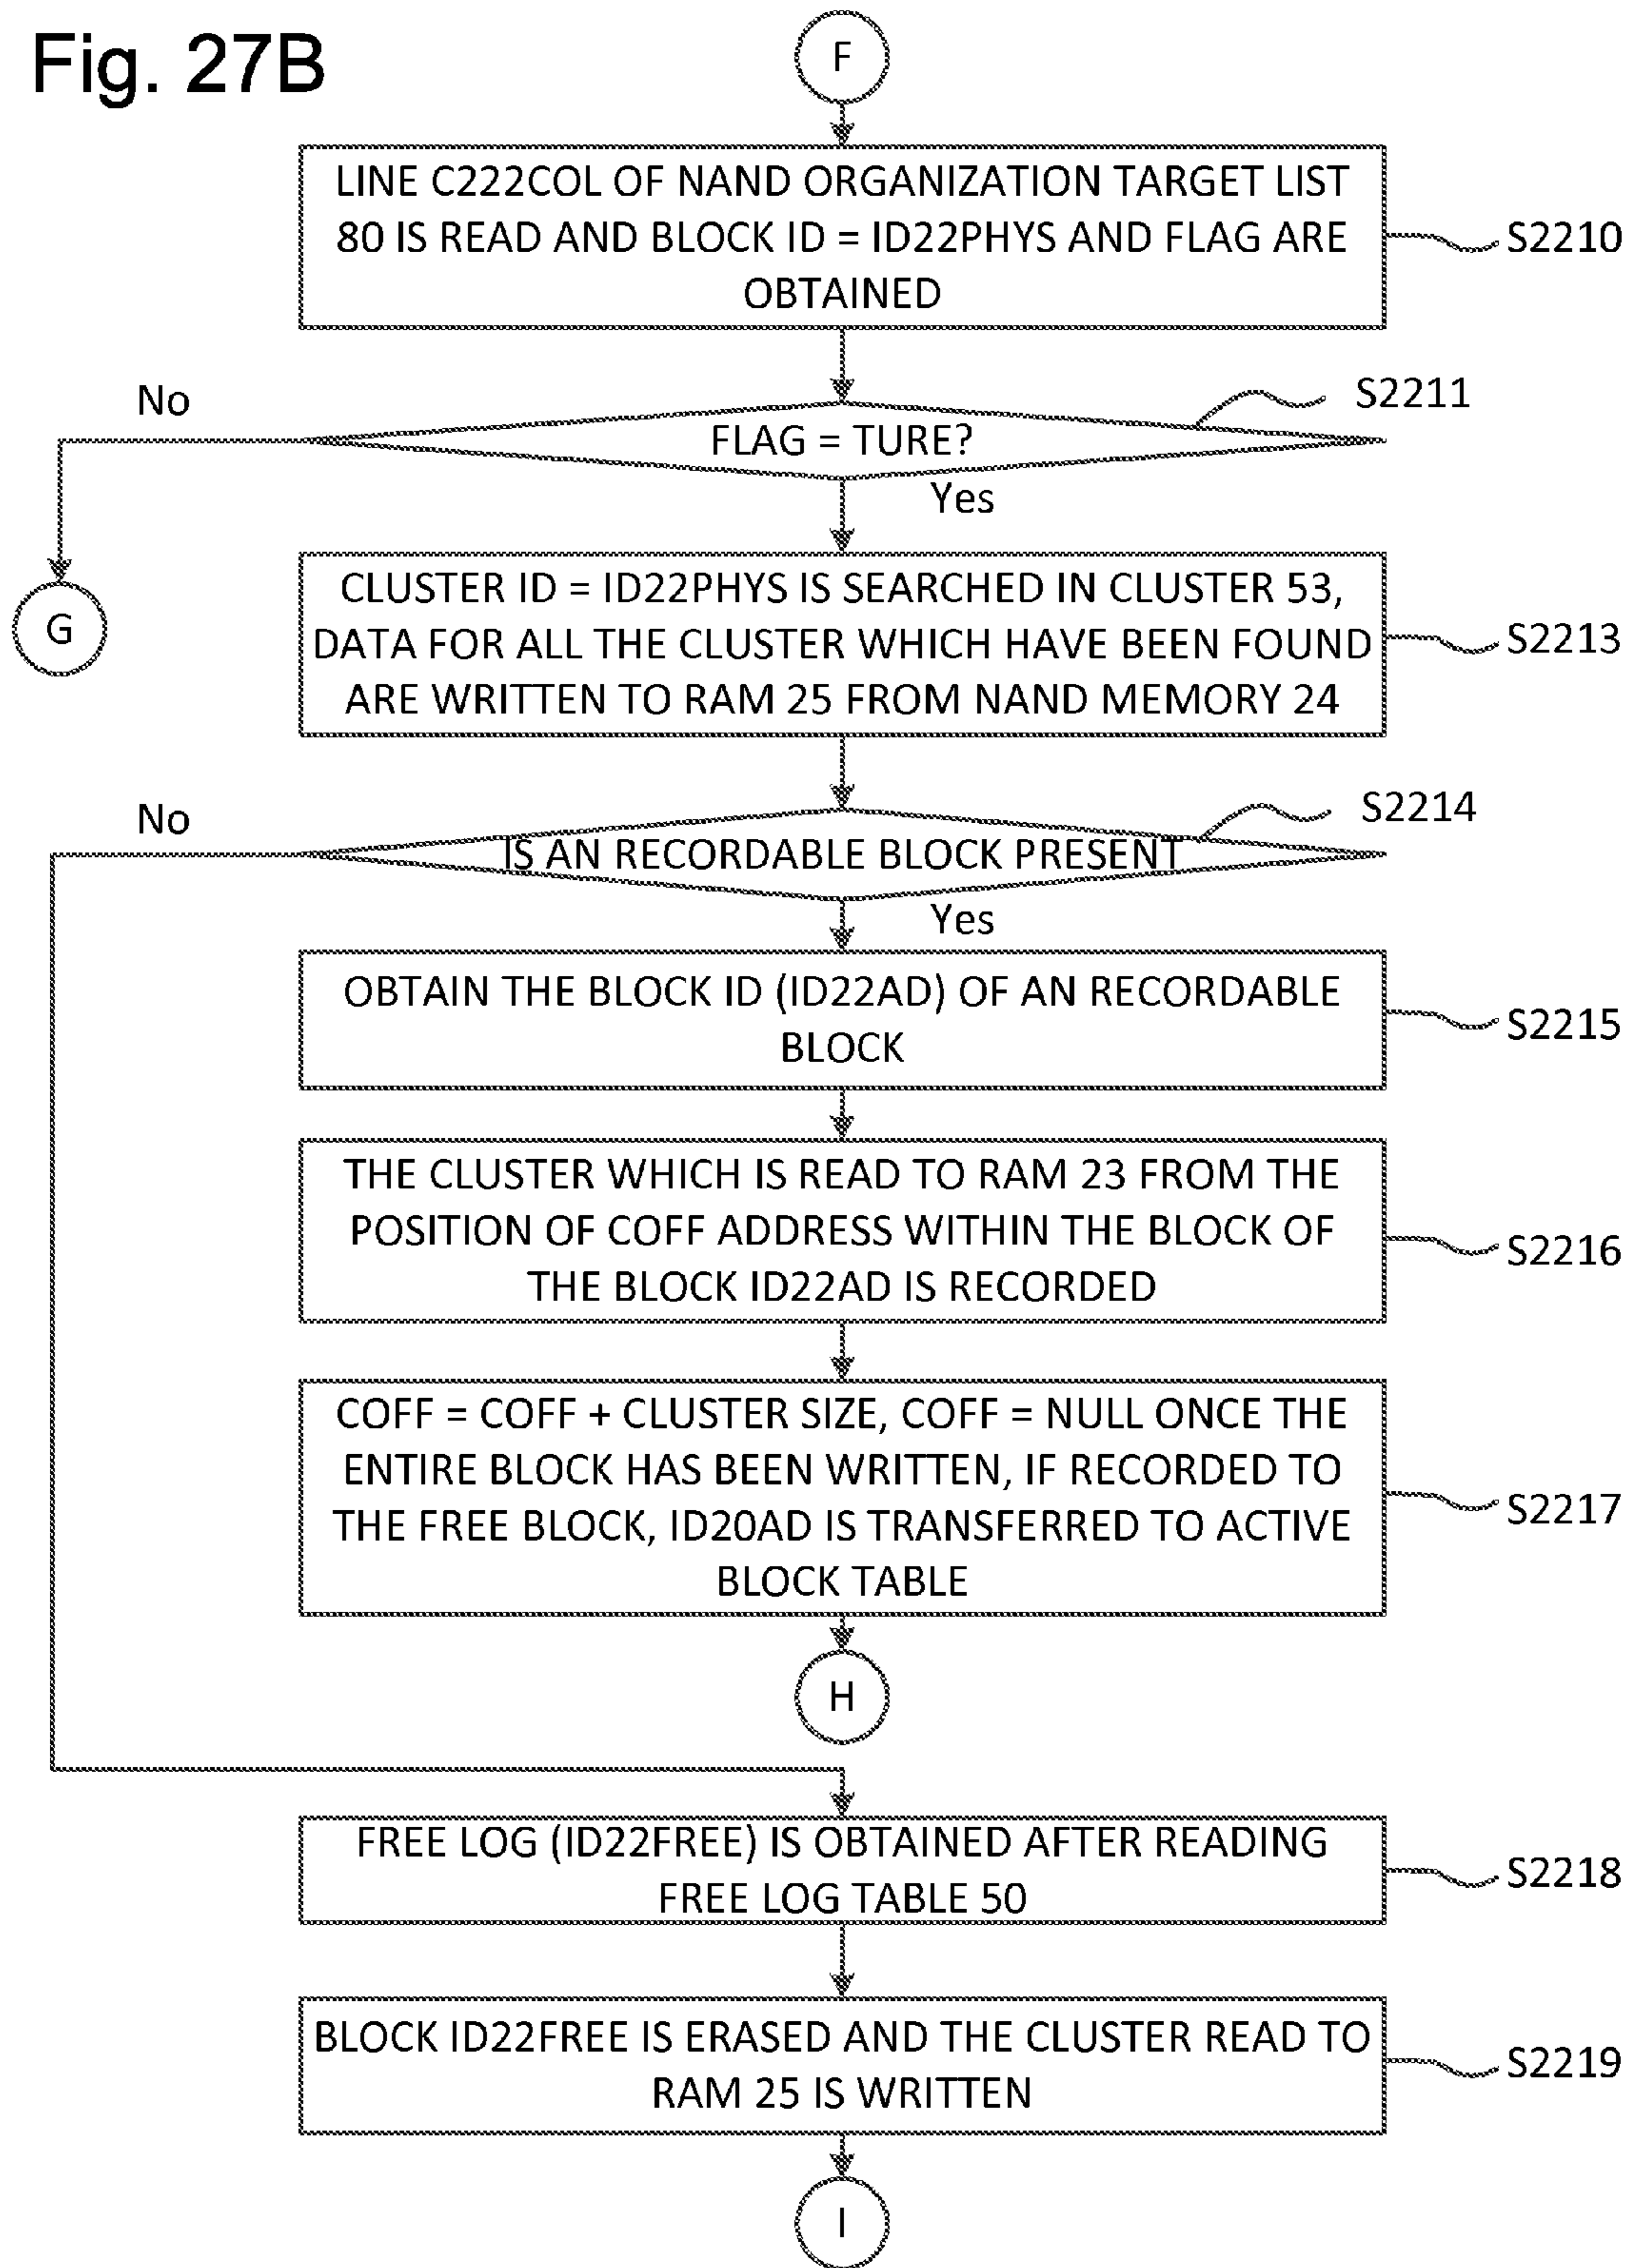 Fig. 27B
F
LINE C222COL OF NAND ORGANIZATION TARGET LIST
80 IS READ AND BLOCK ID = ID22PHYS AND FLAG ARE
OBTAINED
S2210
No
S2211
FLAG = TURE?
Yes
G
CLUSTER ID = ID22PHYS IS SEARCHED IN CLUSTER 53,
DATA FOR ALL THE CLUSTER WHICH HAVE BEEN FOUND
ARE WRITTEN TO RAM 25 FROM NAND MEMORY 24
S2213
No
S2214
IS AN RECORDABLE BLOCK PRESENT
Yes
OBTAIN THE BLOCK ID (ID22AD) OF AN RECORDABLE
BLOCK
S2215
THE CLUSTER WHICH IS READ TO RAM 23 FROM THE
POSITION OF COFF ADDRESS WITHIN THE BLOCK OF
THE BLOCK ID22AD IS RECORDED
S2216
COFF = COFF + CLUSTER SIZE, COFF = NULL ONCE THE
ENTIRE BLOCK HAS BEEN WRITTEN, IF RECORDED TO
THE FREE BLOCK, ID20AD IS TRANSFERRED TO ACTIVE
BLOCK TABLE
S2217
H
FREE LOG (ID22FREE) IS OBTAINED AFTER READING
FREE LOG TABLE 50
S2218
BLOCK ID22FREE IS ERASED AND THE CLUSTER READ TO
RAM 25 IS WRITTEN
S2219
I